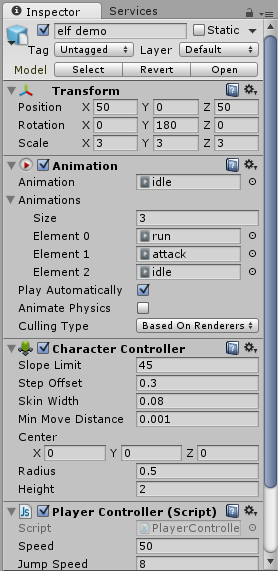 Inspector Services
elf demo Static
Tag Untagged Layer Default
Model Select Revert Open
Transform
Position X 50 Y 0 Z 50
Rotation X 0 Y 180 Z 0
Scale X 3 Y 3 Z 3
Animation
Animation idle
Animations
Size 3
Element 0 run
Element 1 attack
Element 2 idle
Play Automatically
Animate Physics
Culling Type Based On Renderers
Character Controller
Slope Limit 45
Step Offset 0.3
Skin Width 0.08
Min Move Distance 0.001
Center
X 0 Y 0 Z 0
Radius 0.5
Height 2
Js Player Controller (Script)
Script PlayerControlle
Speed 50
Jump Speed 8